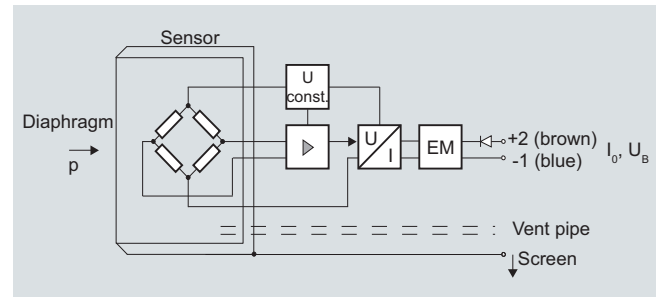 Sensor
U
const.
Diaphragm
p
U
I
EM
+2 (brown)
-1 (blue)
I0, UB
Vent pipe
Screen